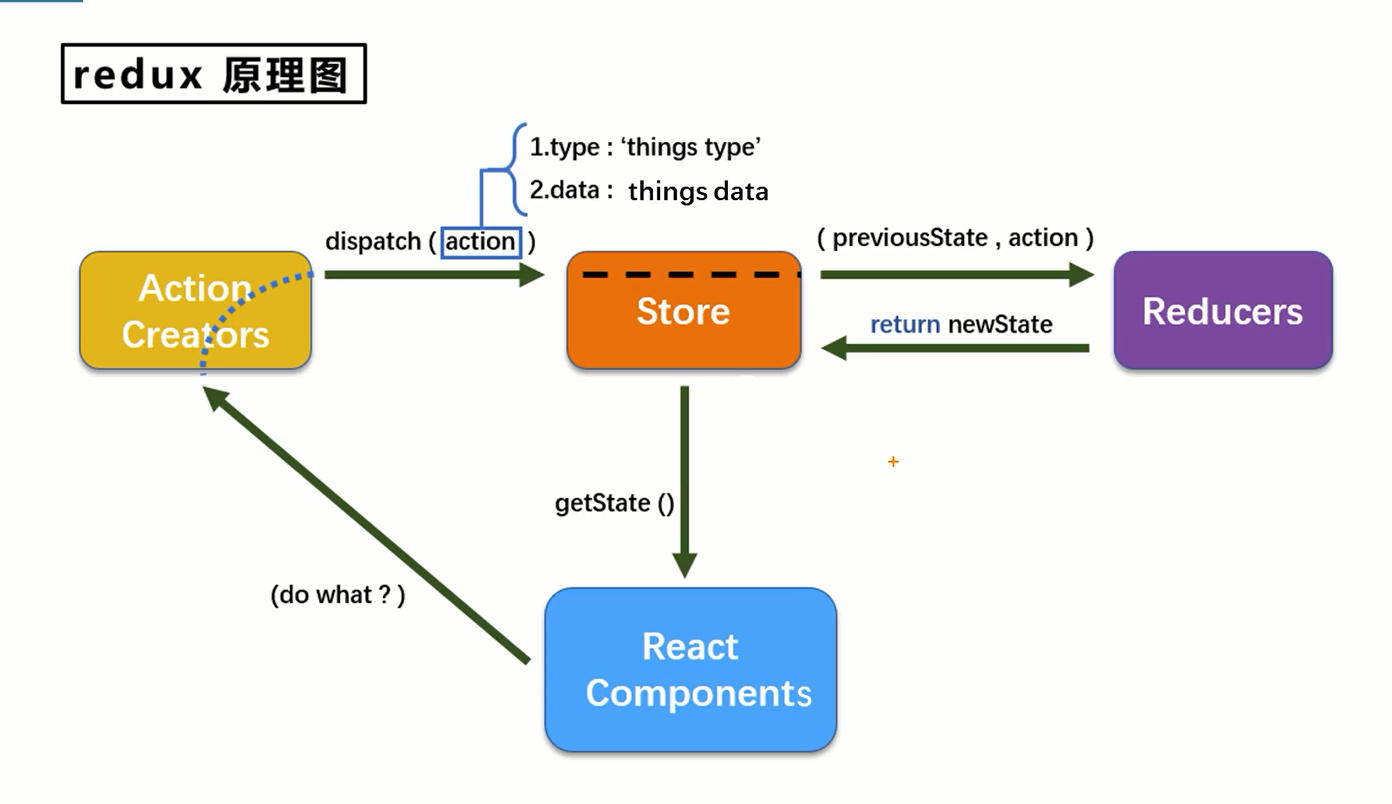 redux 原理图
1.type : ‘things type’
2.data : things data
dispatch ( action )
( previousState , action )
Action
Creators
Store
Reducers
return newState
getState ()
(do what ? )
React
Components